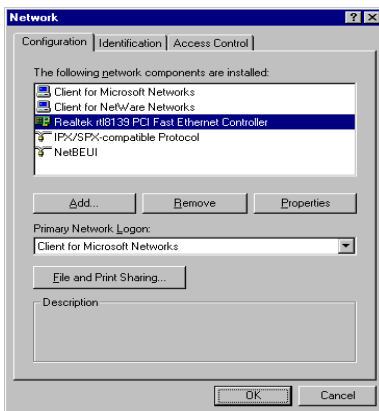 Network
Configuration Identification Access Control
The following network components are installed:
Client for Microsoft Networks
Client for NetWare Networks
Realtek rtl8139 PCI Fast Ethernet Controller
IPX/SPX-compatible Protocol
NetBEUI
Add... Remove Properties
Primary Network Logon:
Client for Microsoft Networks
File and Print Sharing...
Description
OK Cancel